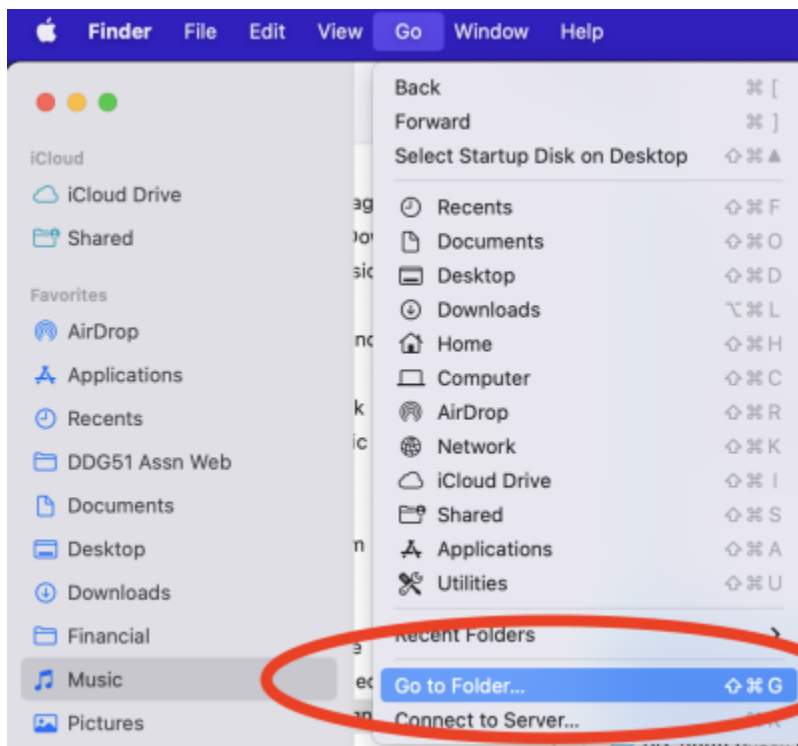 Finder File Edit View Go Window Help
iCloud
iCloud Drive
Shared
Favorites
AirDrop
Applications
Recents
DDG51 Assn Web
Documents
Desktop
Downloads
Financial
Music
Pictures
Back ⌘ [
Forward ⌘ ]
Select Startup Disk on Desktop ⇧⌘▲
Recents ⇧⌘F
Documents ⇧⌘O
Desktop ⇧⌘D
Downloads ⌥⌘L
Home ⇧⌘H
Computer ⇧⌘C
AirDrop ⇧⌘R
Network ⇧⌘K
iCloud Drive ⇧⌘I
Shared ⇧⌘S
Applications ⇧⌘A
Utilities ⇧⌘U
Recent Folders
Go to Folder... ⇧⌘G
Connect to Server... ⌘K